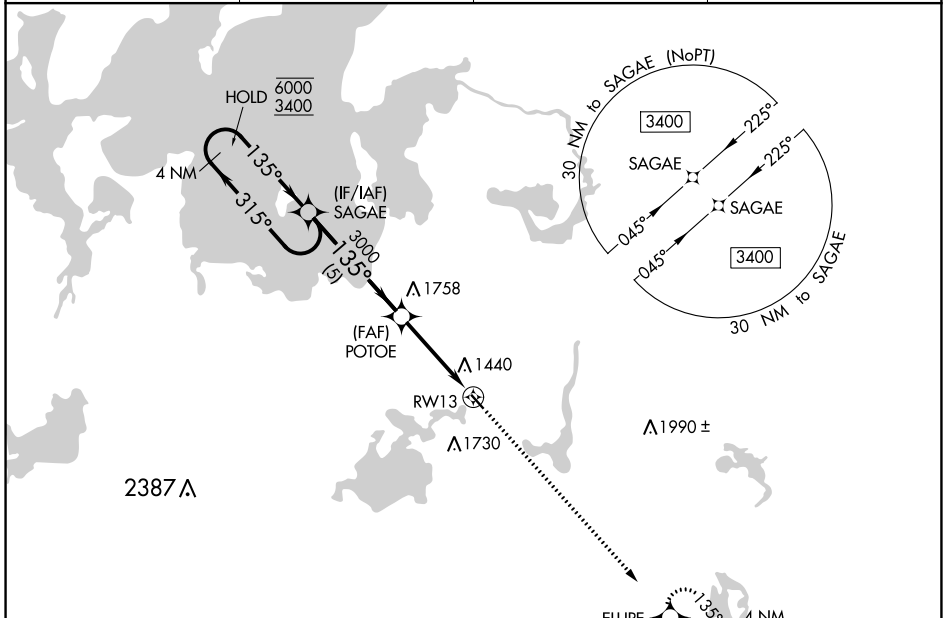 30 NM to SAGAE (NoPT)
HOLD
6000
3400
3400
225°
225°
4 NM
135°
(IF/IAF)
SAGAE
SAGAE
SAGAE
315°
045°
045°
3400
30 NM to SAGAE
3000
135°
(5)
1758
(FAF)
POTOE
1440
RW13
1990 ±
1730
2387
135°
4 NM